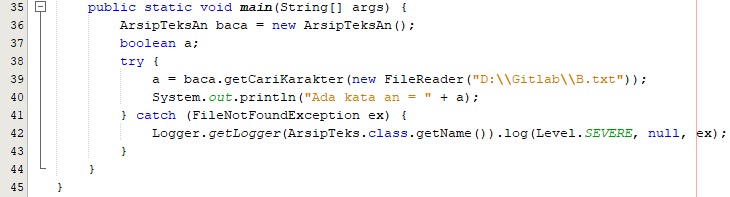 35 public static void main(String[] args) {
36 ArsipTeksAn baca = new ArsipTeksAn();
37 boolean a;
38 try {
39 a = baca.getCariKarakter(new FileReader("D:\\Gitlab\\B.txt"));
40 System.out.println("Ada kata an = " + a);
41 } catch (FileNotFoundException ex) {
42 Logger.getLogger(ArsipTeks.class.getName()).log(Level.SEVERE, null, ex);
43 }
44 }
45 }